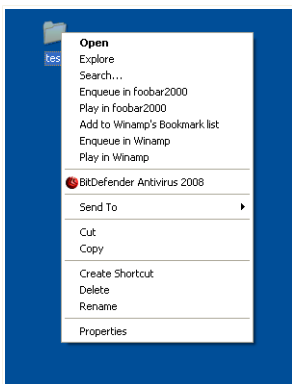 Open
tes
Explore
Search...
Enqueue in foobar2000
Play in foobar2000
Add to Winamp's Bookmark list
Enqueue in Winamp
Play in Winamp
BitDefender Antivirus 2008
Send To
Cut
Copy
Create Shortcut
Delete
Rename
Properties